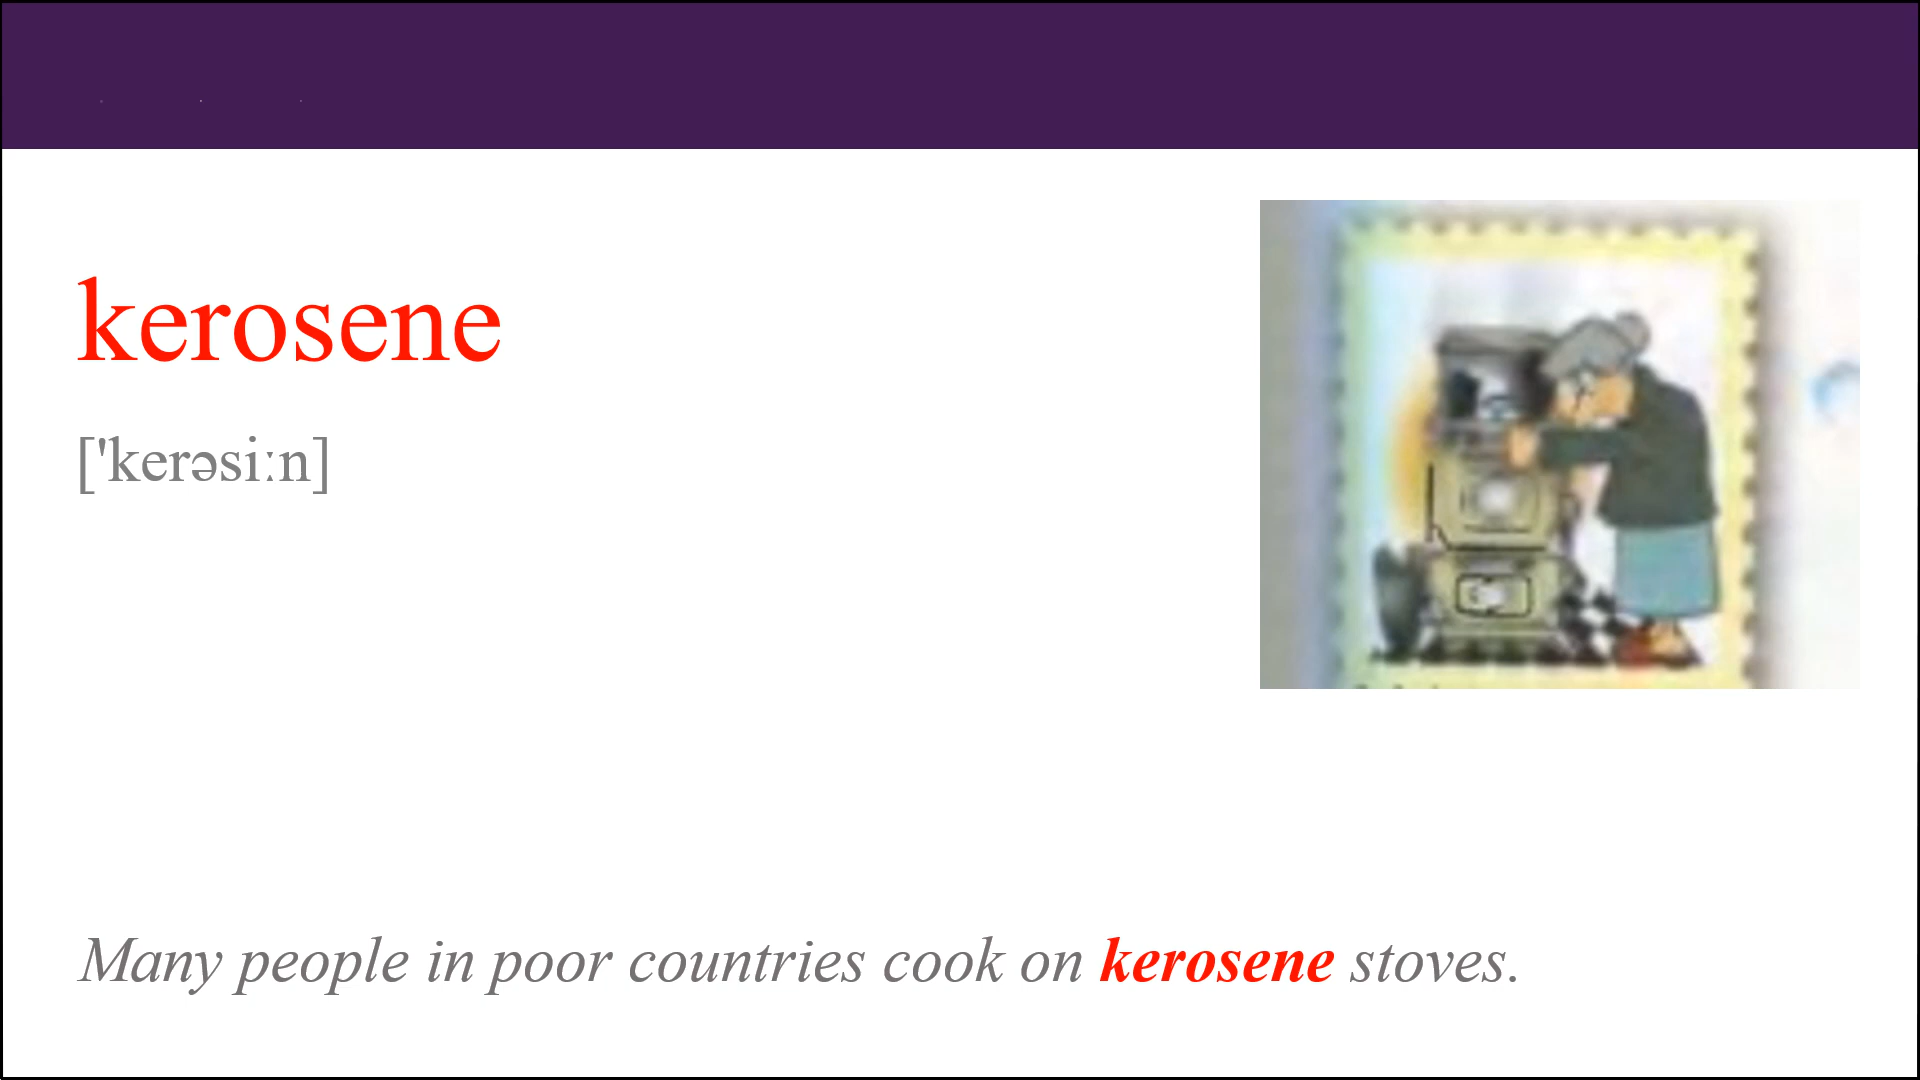 kerosene
['kerəsiːn]
Many people in poor countries cook on kerosene stoves.